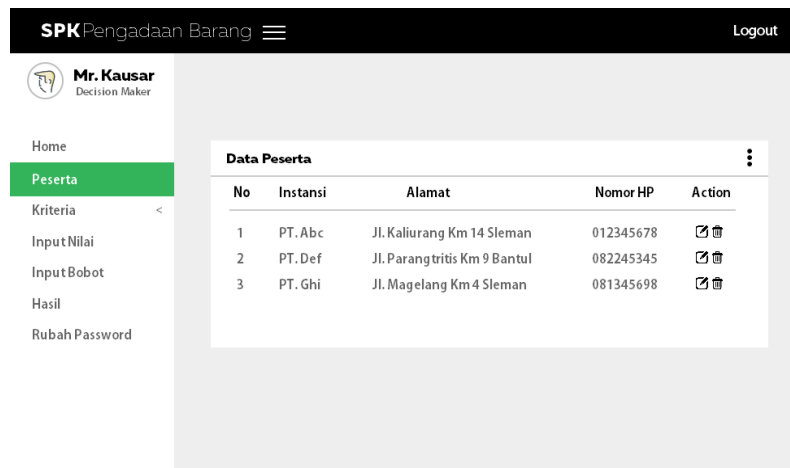 SPK Pengadaan Barang
Logout
Mr. Kausar
Decision Maker
Home
Peserta
Kriteria <
Input Nilai
Input Bobot
Hasil
Rubah Password
Data Peserta
No Instansi Alamat Nomor HP Action
1 PT. Abc Jl. Kaliurang Km 14 Sleman 012345678
2 PT. Def Jl. Parangtritis Km 9 Bantul 082245345
3 PT. Ghi Jl. Magelang Km 4 Sleman 081345698